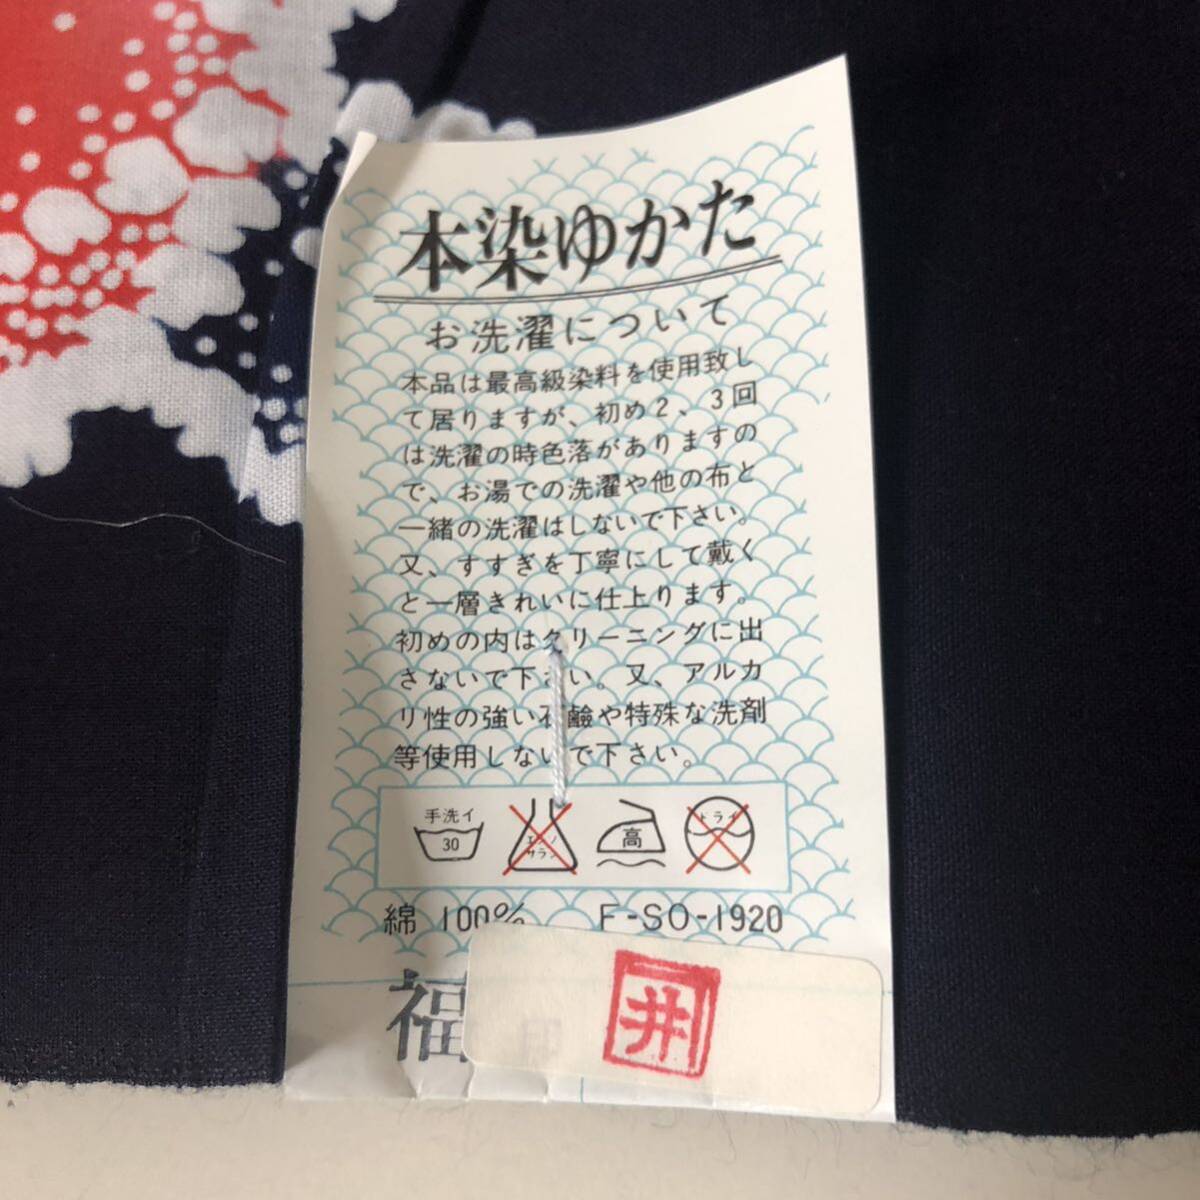 本染ゆかた
お洗濯について
本品は最高級染料を使用致し
て居りますが、初め2、3回
は洗濯の時色落がありますの
で、お湯での洗濯や他の布と
一緒の洗濯はしないで下さい。
又、すすぎを丁寧にして戴く
と一層きれいに仕上ります。
初めの内はクリーニングに出
さないで下さい。又、アルカ
リ性の強い石鹸や特殊な洗剤
等使用しないで下さい。
手洗イ
30
エンソ
サラシ
高
ドライ
綿 100%
F-SO-1920
福
井